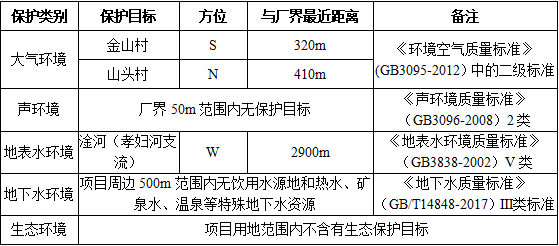 保护类别 保护目标 方位 与厂界最近距离 备注
大气环境 金山村 S 320m 《环境空气质量标准》
山头村 N 410m (GB3095-2012）中的二级标准
声环境 厂界 50m 范围内无保护目标 《声环境质量标准》
（GB3096-2008）2 类
地表水环境 淦河（孝妇河支
流） W 2900m 《地表水环境质量标准》
（GB3838-2002）V 类
地下水环境 项目周边 500m 范围内无饮用水源地和热水、矿
泉水、温泉等特殊地下水资源 《地下水质量标准》
（GB/T14848-2017）III类标准
生态环境 项目用地范围内不含有生态保护目标